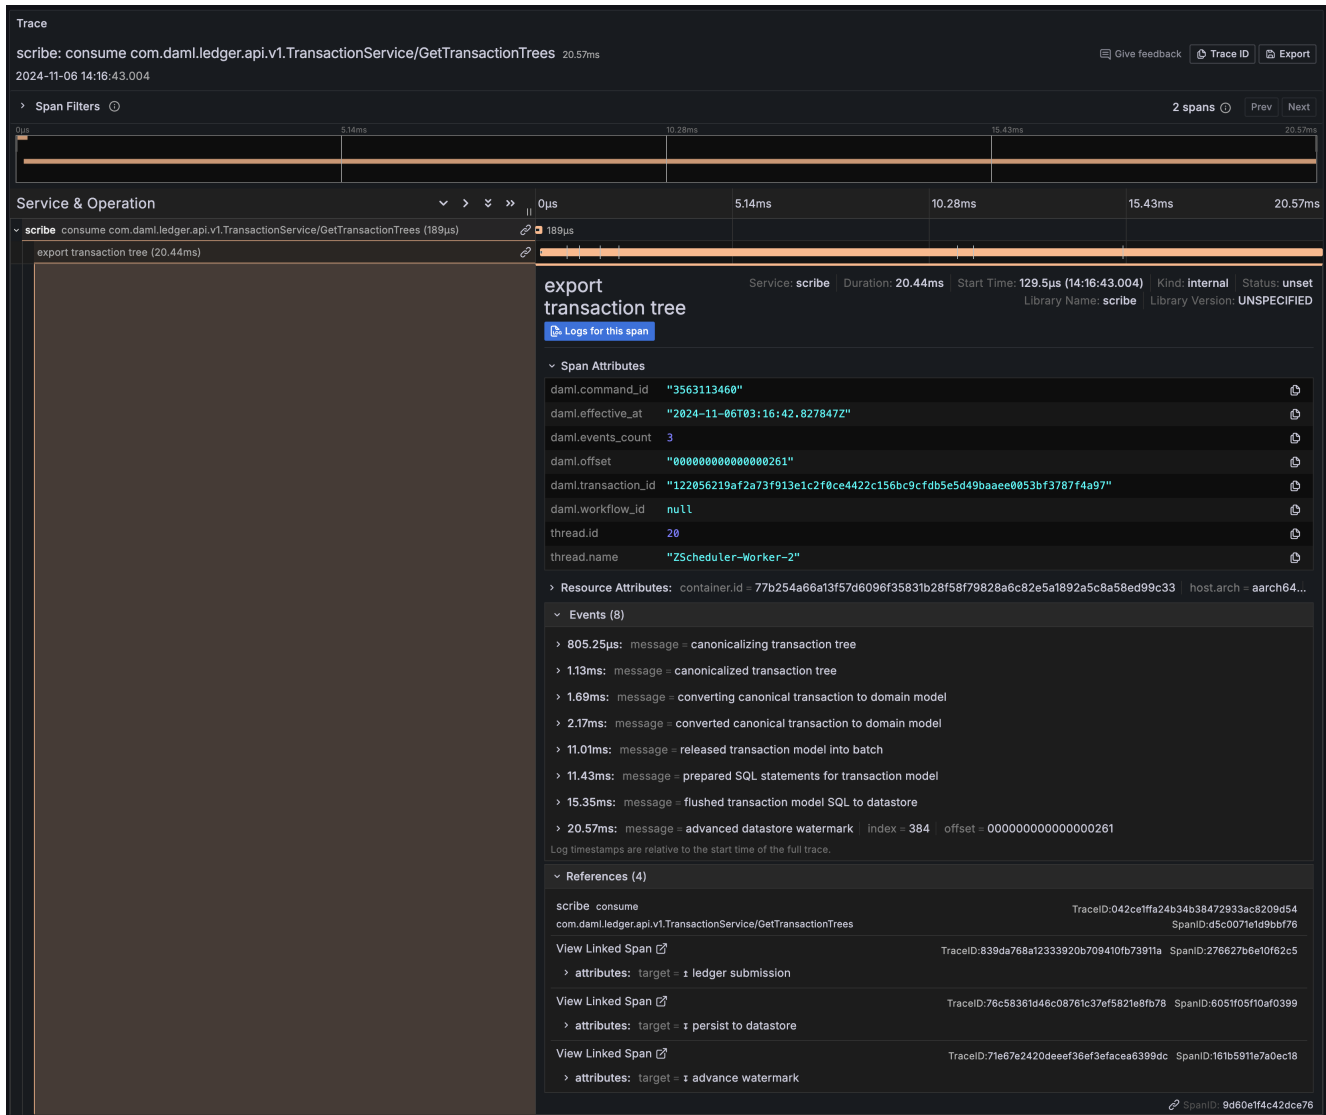 Trace
scribe: consume com.daml.ledger.api.v1.TransactionService/GetTransactionTrees 20.57ms
Give feedback Trace ID Export
2024-11-06 14:16:43.004
Span Filters
2 spans Prev Next
0μs 5.14ms 10.28ms 15.43ms 20.57ms
Service & Operation 0μs 5.14ms 10.28ms 15.43ms 20.57ms
scribe consume com.daml.ledger.api.v1.TransactionService/GetTransactionTrees (189μs) 189μs
export transaction tree (20.44ms)
export transaction tree
Service: scribe Duration: 20.44ms Start Time: 129.5μs (14:16:43.004) Kind: internal Status: unset
Library Name: scribe Library Version: UNSPECIFIED
Logs for this span
Span Attributes
daml.command_id "3563113460"
daml.effective_at "2024-11-06T03:16:42.827847Z"
daml.events_count 3
daml.offset "000000000000000261"
daml.transaction_id "122056219af2a73f913e1c2f0ce4422c156bc9cfdb5e5d49baaee0053bf3787f4a97"
daml.workflow_id null
thread.id 20
thread.name "ZScheduler-Worker-2"
Resource Attributes: container.id = 77b254a66a13f57d6096f35831b28f58f79828a6c82e5a1892a5c8a58ed99c33 host.arch = aarch64...
Events (8)
805.25μs: message = canonicalizing transaction tree
1.13ms: message = canonicalized transaction tree
1.69ms: message = converting canonical transaction to domain model
2.17ms: message = converted canonical transaction to domain model
11.01ms: message = released transaction model into batch
11.43ms: message = prepared SQL statements for transaction model
15.35ms: message = flushed transaction model SQL to datastore
20.57ms: message = advanced datastore watermark index = 384 offset = 000000000000000261
Log timestamps are relative to the start time of the full trace.
References (4)
scribe consume
com.daml.ledger.api.v1.TransactionService/GetTransactionTrees
TraceID:042ce1ffa24b34b38472933ac8209d54
SpanID:d5c0071e1d9bbf76
View Linked Span TraceID:839da768a12333920b709410fb73911a SpanID:276627b6e10f62c5
attributes: target = ↥ ledger submission
View Linked Span TraceID:76c58361d46c08761c37ef5821e8fb78 SpanID:6051f05f10af0399
attributes: target = ↧ persist to datastore
View Linked Span TraceID:71e67e2420deeef36ef3efacea6399dc SpanID:161b5911e7a0ec18
attributes: target = ↧ advance watermark
SpanID: 9d60e1f4c42dce76